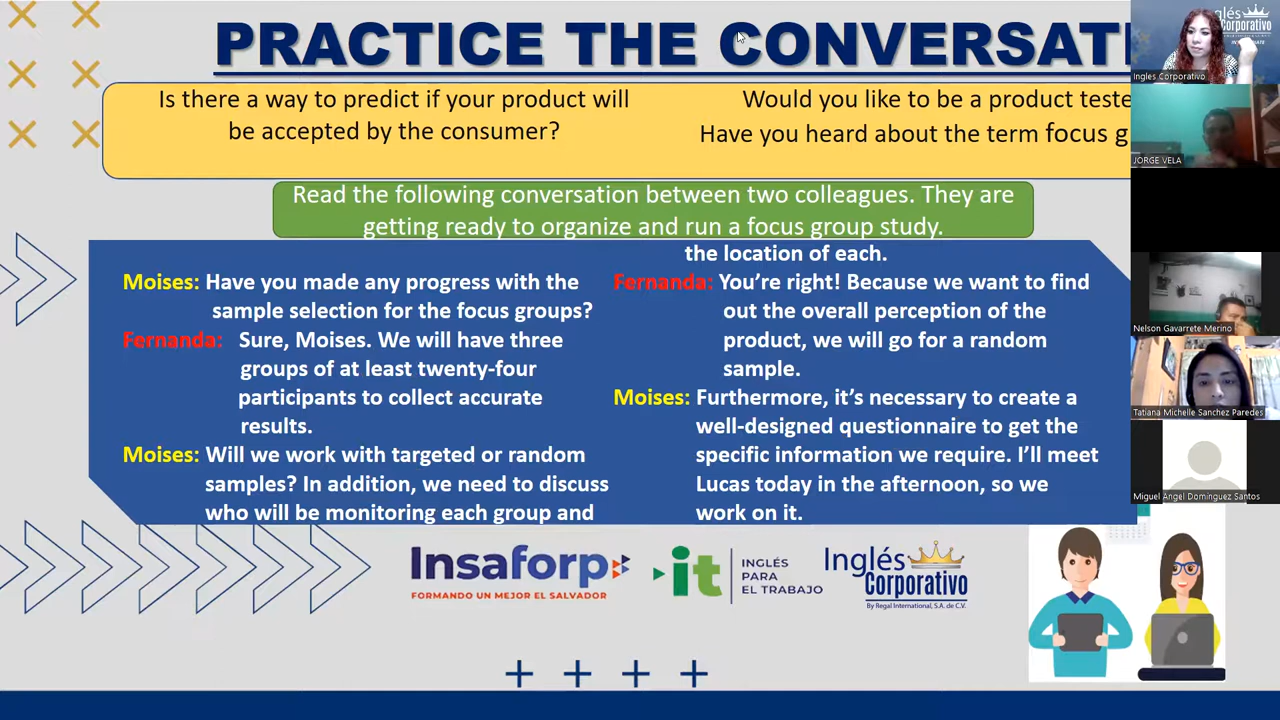 PRACTICE THE CONVERSATI
Is there a way to predict if your product will
be accepted by the consumer?
Would you like to be a product teste
Have you heard about the term focus g
Read the following conversation between two colleagues. They are
getting ready to organize and run a focus group study.
Moises: Have you made any progress with the
sample selection for the focus groups?
Fernanda: Sure, Moises. We will have three
groups of at least twenty-four
participants to collect accurate
results.
Moises: Will we work with targeted or random
samples? In addition, we need to discuss
who will be monitoring each group and
the location of each.
Fernanda: You're right! Because we want to find
out the overall perception of the
product, we will go for a random
sample.
Moises: Furthermore, it's necessary to create a
well-designed questionnaire to get the
specific information we require. I'll meet
Lucas today in the afternoon, so we
work on it.
Insaforp
FORMANDO UN MEJOR EL SALVADOR
it
INGLÉS
PARA
EL TRABAJO
Inglés
Corporativo
By Regal International, S.A. de C.V.
glés
Corporativo
Ingles Corporativo
JORGE VELA
Nelson Gavarrete Merino
Tatiana Michelle Sanchez Paredes
Miguel Angel Dominguez Santos